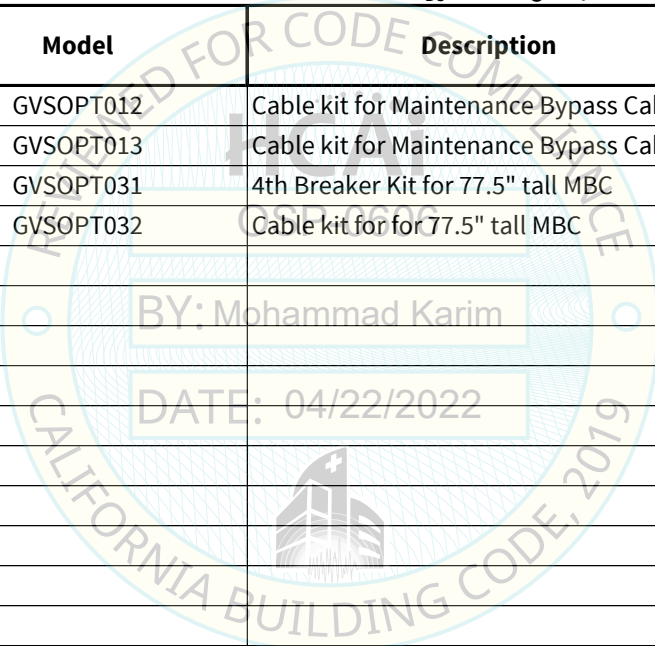 Model Description
GVSOPT012 Cable kit for Maintenance Bypass
GVSOPT013 Cable kit for Maintenance Bypass
GVSOPT031 4th Breaker Kit for 77.5" tall MBC
GVSOPT032 Cable kit for for 77.5" tall MBC
REVIEWED FOR CODE COMPLIANCE
HCAi
OSP-0606
BY: Mohammad Karim
DATE: 04/22/2022
CALIFORNIA BUILDING CODE, 2019